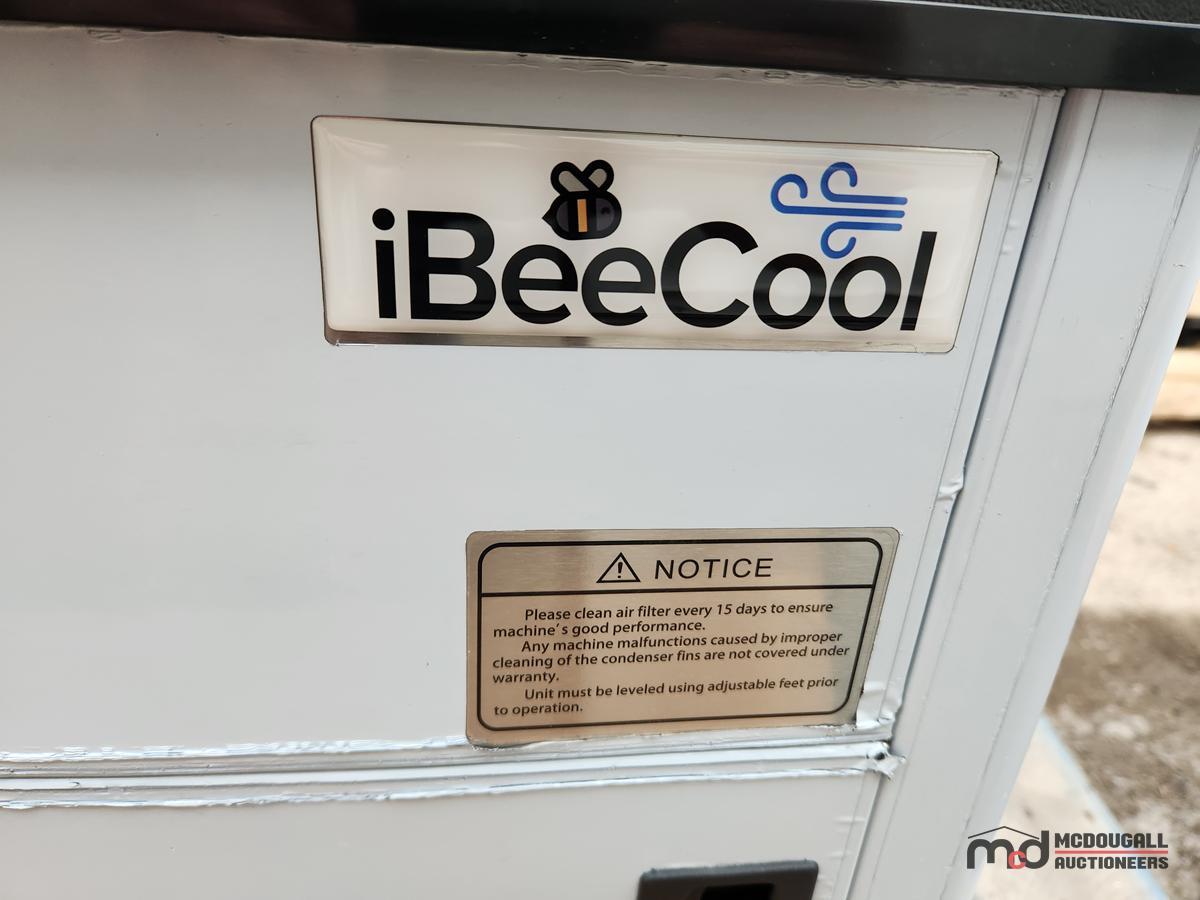 iBeeCool
NOTICE
Please clean air filter every 15 days to ensure
machine's good performance.
Any machine malfunctions caused by improper
cleaning of the condenser fins are not covered under
warranty.
Unit must be leveled using adjustable feet prior
to operation.
mcd MCDOUGALL
AUCTIONEERS